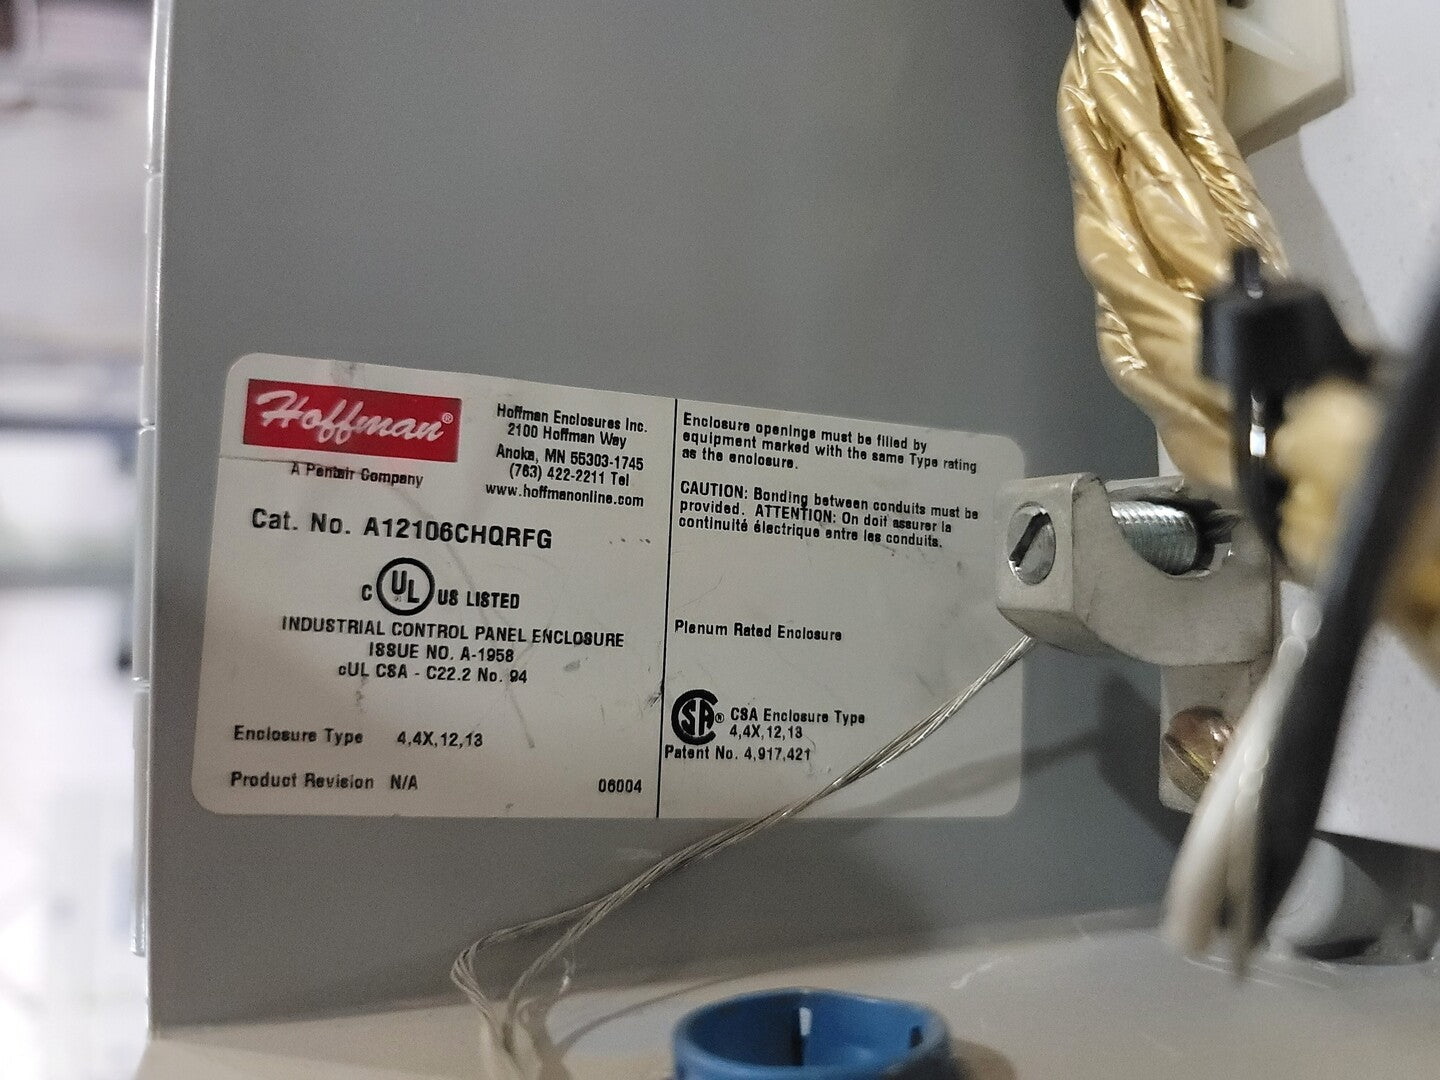 Hoffman®
A Pentair Company
Hoffman Enclosures Inc.
2100 Hoffman Way
Anoka, MN 55303-1745
(763) 422-2211 Tel
www.hoffmanonline.com
Cat. No. A12106CHQRFG
c UL US LISTED
INDUSTRIAL CONTROL PANEL ENCLOSURE
ISSUE NO. A-1958
cUL CSA - C22.2 No. 94
Enclosure Type 4,4X,12,13
Product Revision N/A 06004
Enclosure openings must be filled by
equipment marked with the same Type rating
as the enclosure.
CAUTION: Bonding between conduits must be
provided. ATTENTION: On doit assurer la
continuité électrique entre les conduits.
Plenum Rated Enclosure
SA® CSA Enclosure Type
4,4X,12,13
Patent No. 4,917,421